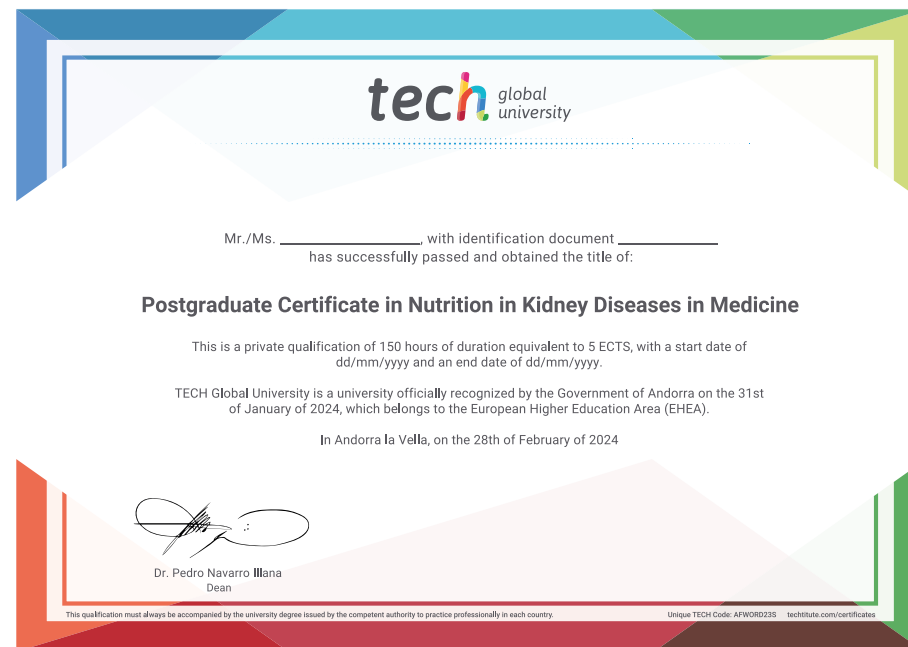 tech global university
Mr./Ms. ____________________, with identification document ______________
has successfully passed and obtained the title of:
Postgraduate Certificate in Nutrition in Kidney Diseases in Medicine
This is a private qualification of 150 hours of duration equivalent to 5 ECTS, with a start date of
dd/mm/yyyy and an end date of dd/mm/yyyy.
TECH Global University is a university officially recognized by the Government of Andorra on the 31st
of January of 2024, which belongs to the European Higher Education Area (EHEA).
In Andorra la Vella, on the 28th of February of 2024
Dr. Pedro Navarro Illana
Dean
This qualification must always be accompanied by the university degree issued by the competent authority to practice professionally in each country. Unique TECH Code: AFWORD23S techtitute.com/certificates